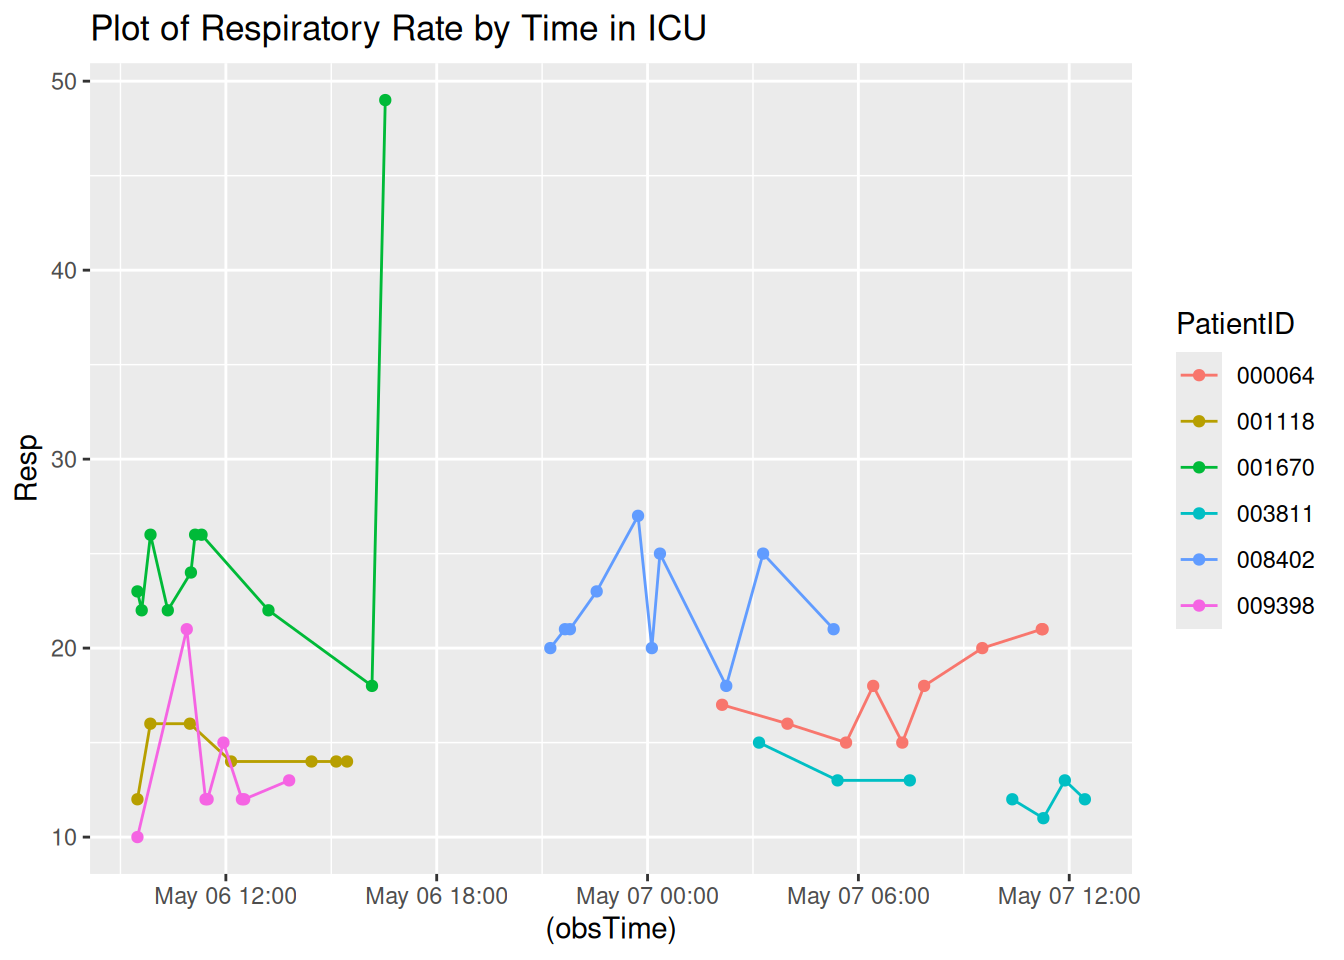 Plot of Respiratory Rate by Time in ICU
50
40
30
20
10
Resp
May 06 12:00
May 06 18:00
May 07 00:00
May 07 06:00
May 07 12:00
(obsTime)
PatientID
000064
001118
001670
003811
008402
009398